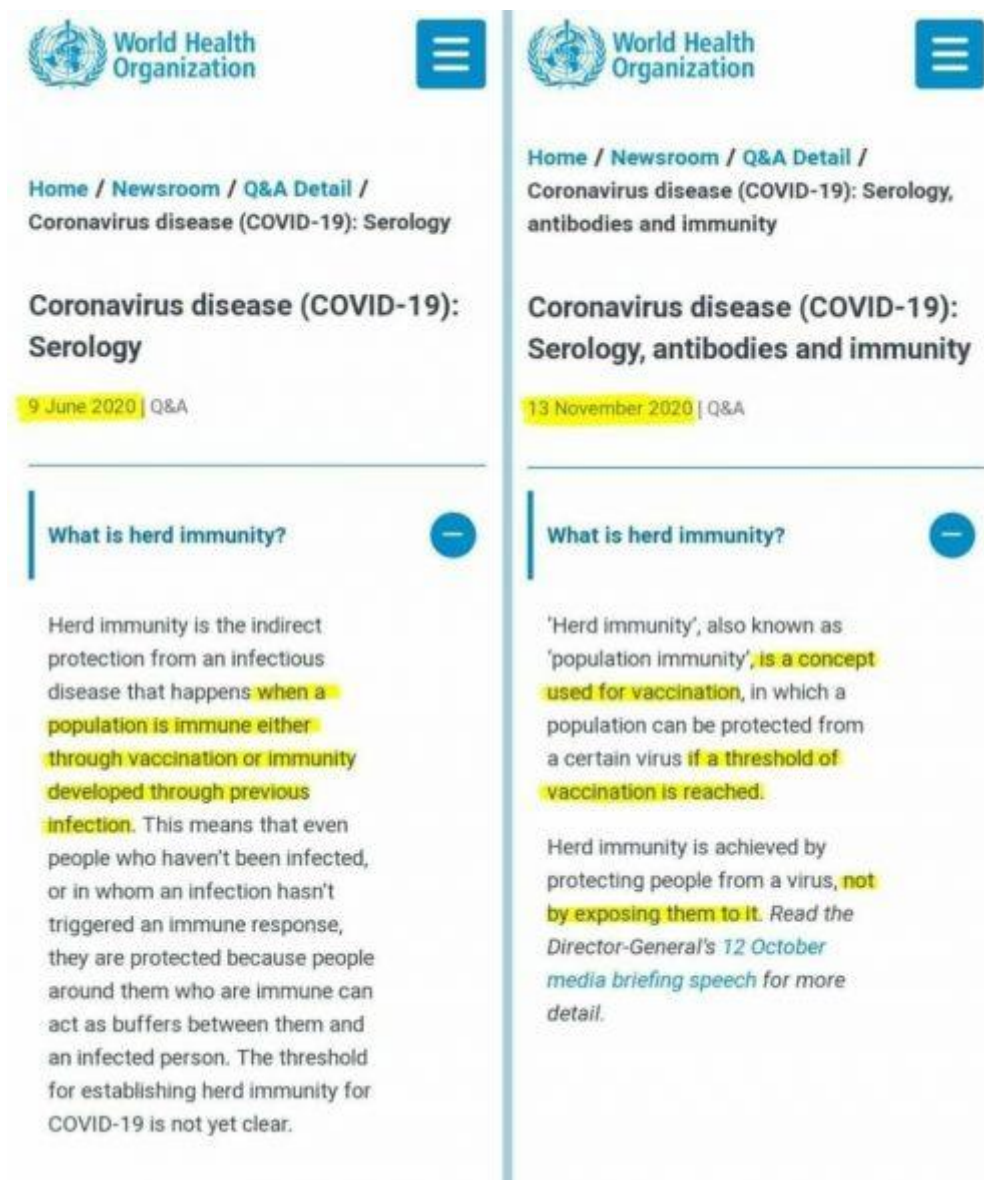 World Health
Organization
Home / Newsroom / Q&A Detail /
Coronavirus disease (COVID-19): Serology
Coronavirus disease (COVID-19):
Serology
9 June 2020 | Q&A
What is herd immunity?
Herd immunity is the indirect
protection from an infectious
disease that happens when a
population is immune either
through vaccination or immunity
developed through previous
infection. This means that even
people who haven't been infected,
or in whom an infection hasn't
triggered an immune response,
they are protected because people
around them who are immune can
act as buffers between them and
an infected person. The threshold
for establishing herd immunity for
COVID-19 is not yet clear.
World Health
Organization
Home / Newsroom / Q&A Detail /
Coronavirus disease (COVID-19): Serology,
antibodies and immunity
Coronavirus disease (COVID-19):
Serology, antibodies and immunity
13 November 2020 | Q&A
What is herd immunity?
'Herd immunity', also known as
'population immunity', is a concept
used for vaccination, in which a
population can be protected from
a certain virus if a threshold of
vaccination is reached.
Herd immunity is achieved by
protecting people from a virus, not
by exposing them to it. Read the
Director-General's 12 October
media briefing speech for more
detail.